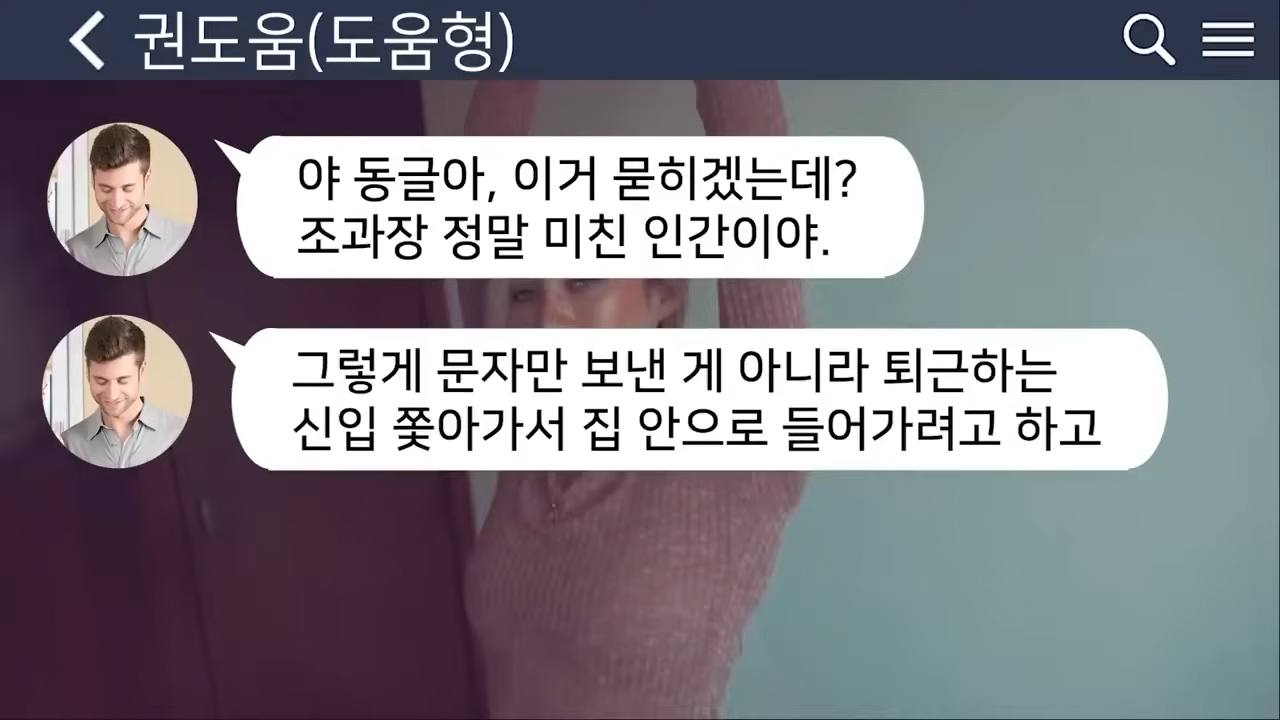 권도움(도움형)
야 동글아, 이거 묻히겠는데?
조과장 정말 미친 인간이야.
그렇게 문자만 보낸 게 아니라 퇴근하는
신입 쫓아가서 집 안으로 들어가려고 하고